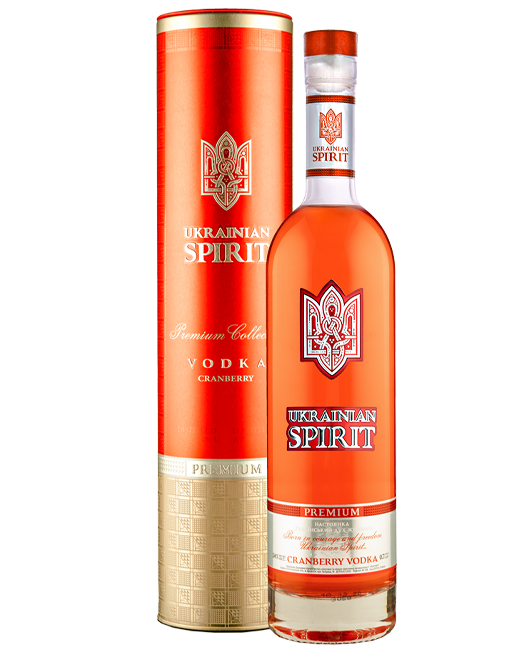 UKRAINIAN
SPIRIT
Premium Collec
VODKA
CRANBERRY
PREMIUM
UKRAINIAN
SPIRIT
UKRAINIAN
SPIRIT
PREMIUM
НАСТОЯНКА
Born in courage and freedom
Ukrainian Spirit...
CRANBERRY VODKA